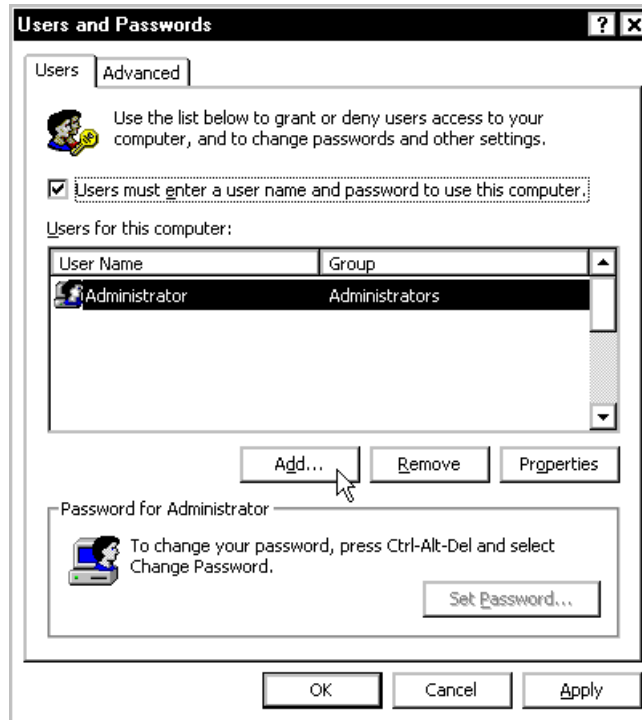 Users and Passwords
Users
Advanced
Use the list below to grant or deny users access to your
computer, and to change passwords and other settings.
Users must enter a user name and password to use this computer.
Users for this computer:
User Name Group
Administrator Administrators
Add... Remove Properties
Password for Administrator
To change your password, press Ctrl-Alt-Del and select
Change Password.
Set Password...
OK Cancel Apply